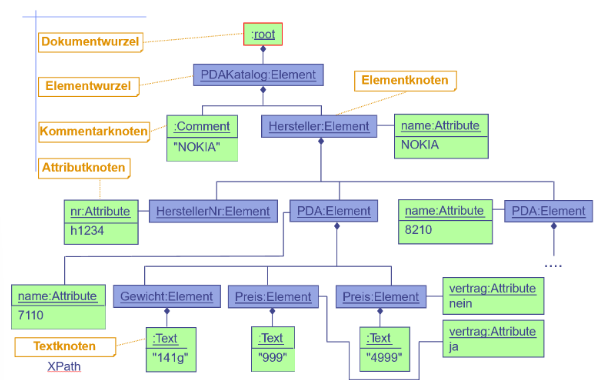 Dokumentwurzel
:root
Elementwurzel
PDAKatalog:Element
Elementknoten
Kommentarknoten
:Comment
"NOKIA"
Hersteller:Element
name:Attribute
NOKIA
Attributknoten
nr:Attribute
h1234
HerstellerNr:Element
PDA:Element
name:Attribute
8210
PDA:Element
....
name:Attribute
7110
Gewicht:Element
Preis:Element
Preis:Element
vertrag:Attribute
nein
Textknoten
:Text
"141g"
:Text
"999"
:Text
"4999"
vertrag:Attribute
ja
XPath